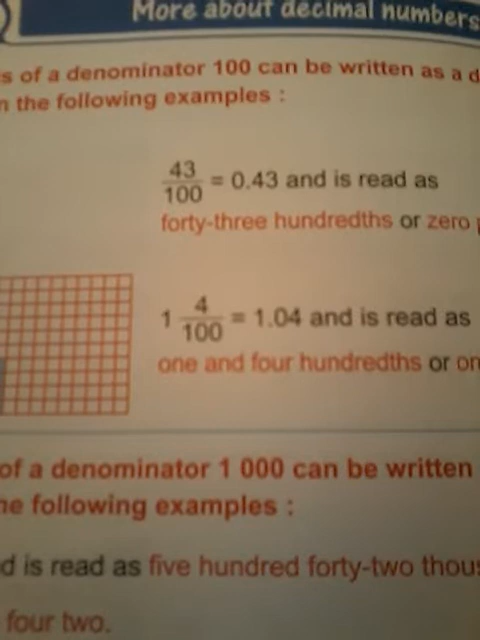 More about decimal numbers
of a denominator 100 can be written as a
the following examples :
43/100 = 0.43 and is read as
forty-three hundredths or zero
1 4/100 = 1.04 and is read as
one and four hundredths or
of a denominator 1 000 can be written
following examples :
is read as five hundred forty-two
four two.